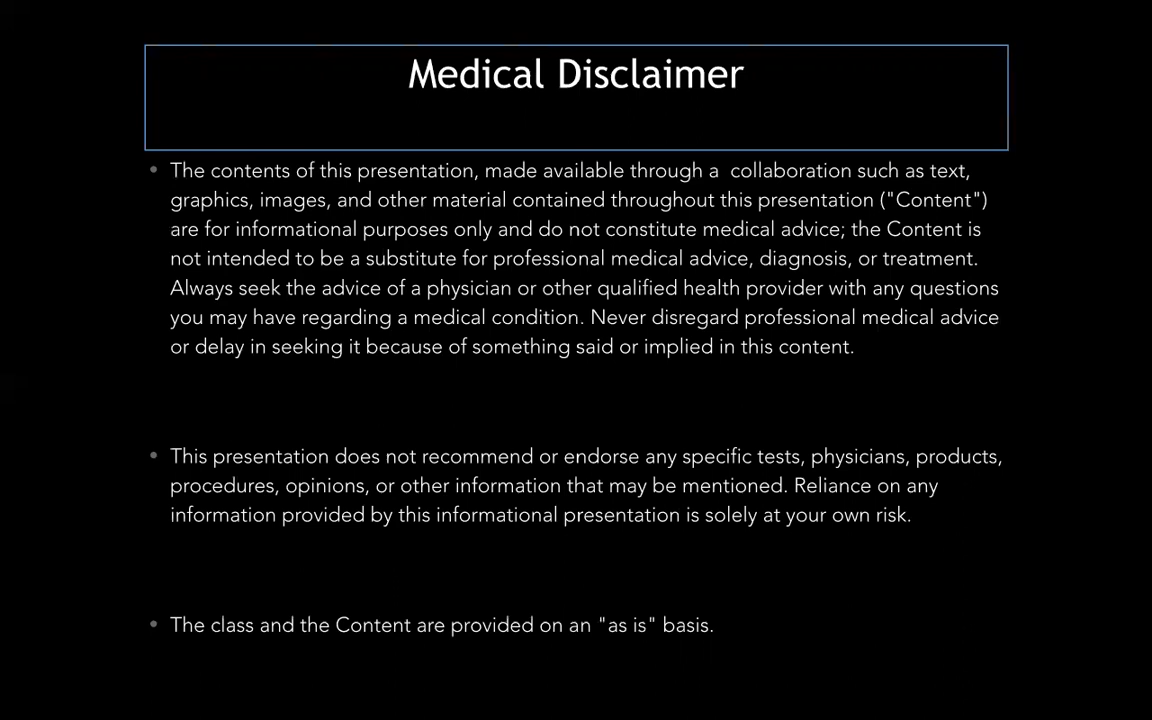 Medical Disclaimer
• The contents of this presentation, made available through a  collaboration such as text,
graphics, images, and other material contained throughout this presentation ("Content")
are for informational purposes only and do not constitute medical advice; the Content is
not intended to be a substitute for professional medical advice, diagnosis, or treatment.
Always seek the advice of a physician or other qualified health provider with any questions
you may have regarding a medical condition. Never disregard professional medical advice
or delay in seeking it because of something said or implied in this content.
• This presentation does not recommend or endorse any specific tests, physicians, products,
procedures, opinions, or other information that may be mentioned. Reliance on any
information provided by this informational presentation is solely at your own risk.
• The class and the Content are provided on an "as is" basis.